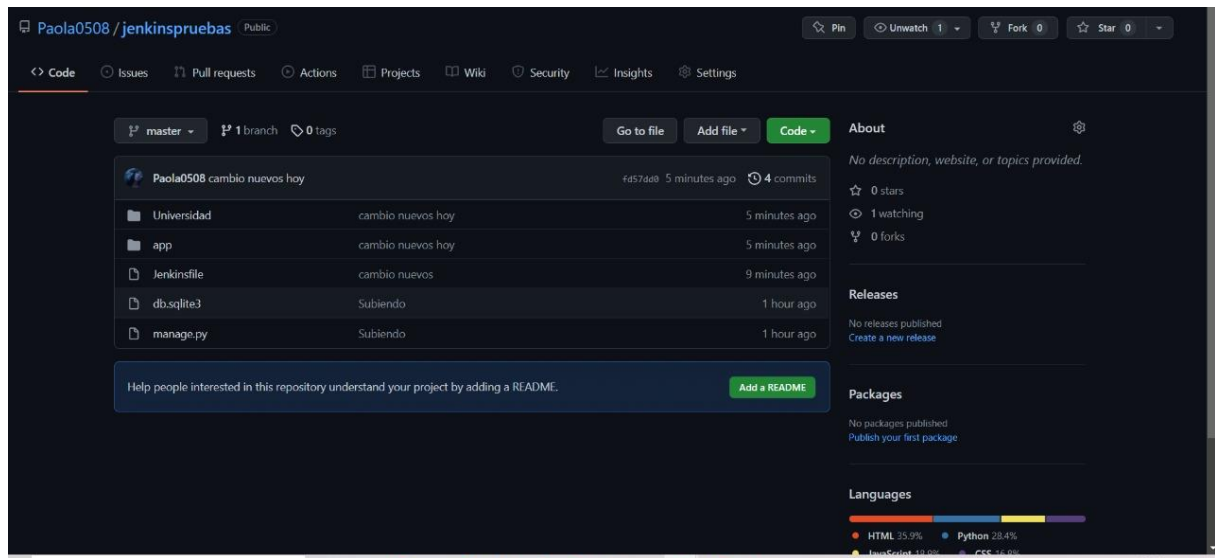 Paola0508 / jenkinspruebas Public
Pin Unwatch 1 Fork 0 Star 0
Code Issues Pull requests Actions Projects Wiki Security Insights Settings
master 1 branch 0 tags Go to file Add file Code
Paola0508 cambio nuevos hoy fd57dd0 5 minutes ago 4 commits
Universidad cambio nuevos hoy 5 minutes ago
app cambio nuevos hoy 5 minutes ago
Jenkinsfile cambio nuevos 9 minutes ago
db.sqlite3 Subiendo 1 hour ago
manage.py Subiendo 1 hour ago
Help people interested in this repository understand your project by adding a README. Add a README
About
No description, website, or topics provided.
0 stars
1 watching
0 forks
Releases
No releases published
Create a new release
Packages
No packages published
Publish your first package
Languages
HTML 35.9% Python 28.4%
JavaScript 18.9% CSS 16.8%